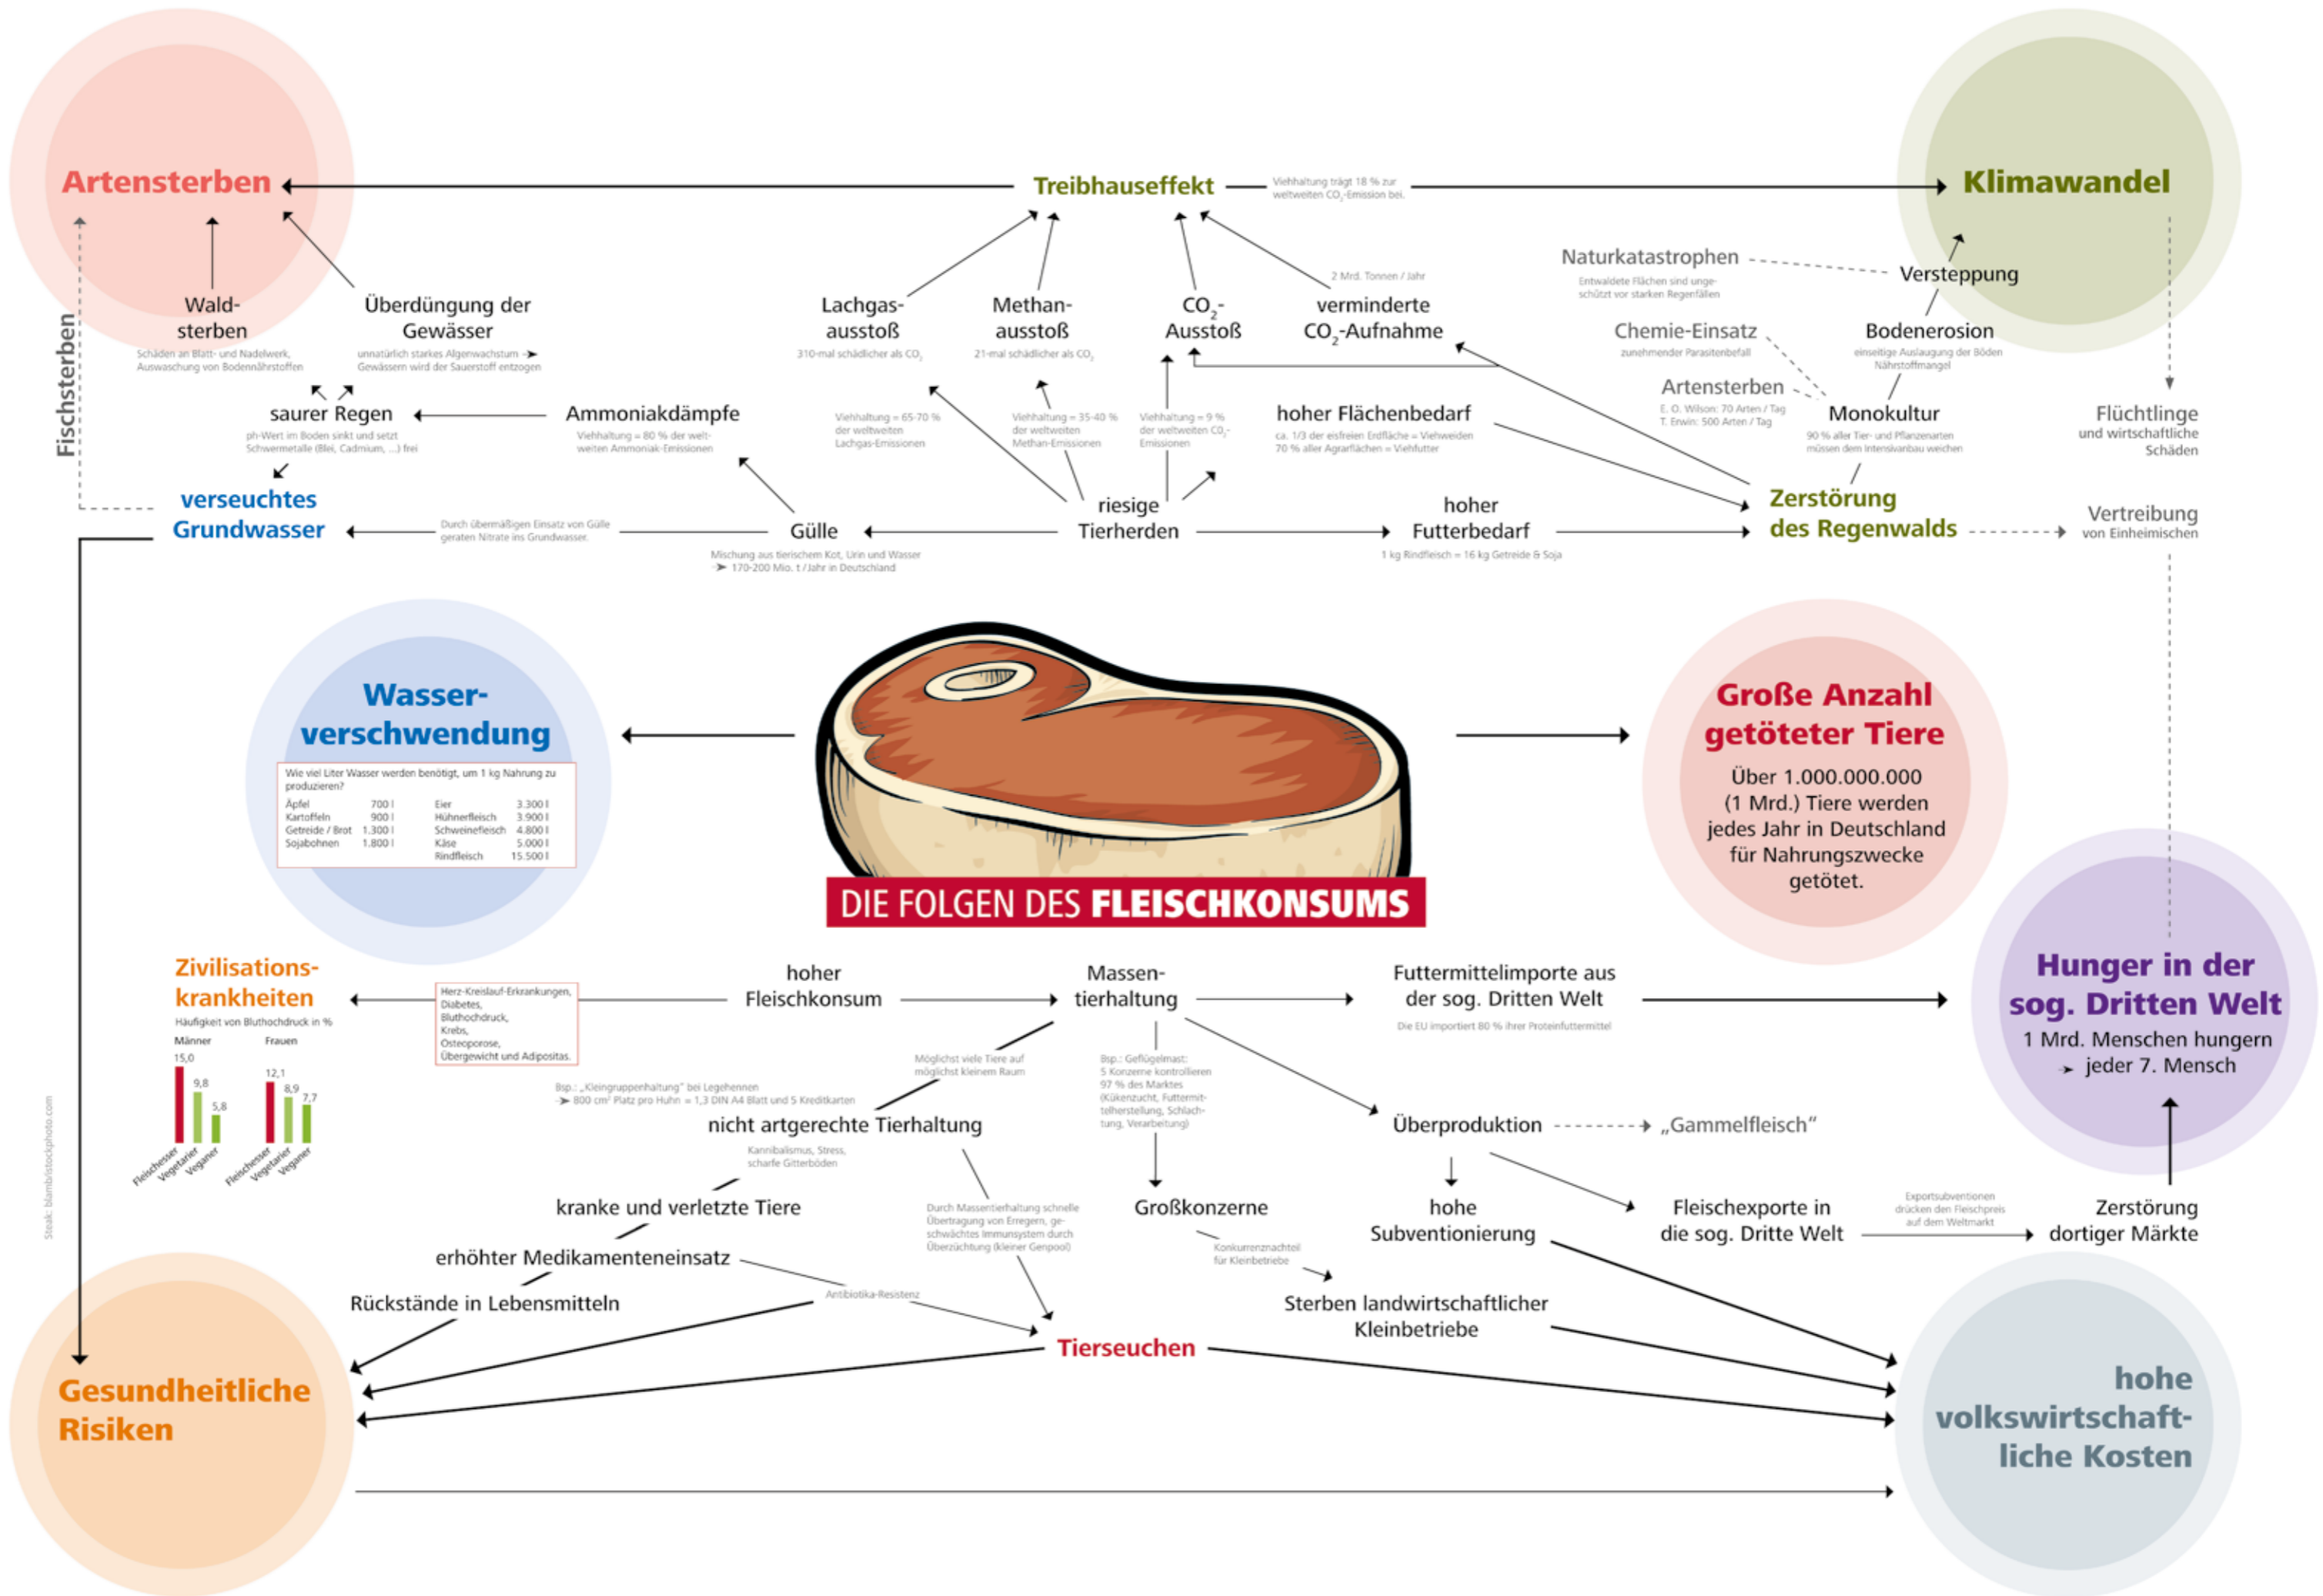 Artensterben
Treibhauseffekt
Viehhaltung trägt 18 % zur
weltweiten CO₂-Emission bei.
Klimawandel
Naturkatastrophen
Entwaldete Flächen sind unge-
schützt vor starken Regenfällen
Versteppung
Wald-
sterben
Schäden an Blatt- und Nadelwerk,
Auswaschung von Bodennährstoffen
Überdüngung der
Gewässer
unnatürlich starkes Algenwachstum ➤
Gewässern wird der Sauerstoff entzogen
Lachgas-
ausstoß
310-mal schädlicher als CO₂
Methan-
ausstoß
21-mal schädlicher als CO₂
CO₂-
Ausstoß
2 Mrd. Tonnen / Jahr
verminderte
CO₂-Aufnahme
Chemie-Einsatz
zunehmender Parasitenbefall
Bodenerosion
einseitige Auslaugung der Böden
Nährstoffmangel
Fischsterben
saurer Regen
ph-Wert im Boden sinkt und setzt
Schwermetalle (Blei, Cadmium, ...) frei
Ammoniakdämpfe
Viehhaltung = 80 % der welt-
weiten Ammoniak-Emissionen
Viehhaltung = 65-70 %
der weltweiten
Lachgas-Emissionen
Viehhaltung = 35-40 %
der weltweiten
Methan-Emissionen
Viehhaltung = 9 %
der weltweiten CO₂-
Emissionen
hoher Flächenbedarf
ca. 1/3 der eisfreien Erdfläche = Viehweiden
70 % aller Agrarflächen = Viehfutter
Artensterben
E. O. Wilson: 70 Arten / Tag
T. Erwin: 500 Arten / Tag
Monokultur
90 % aller Tier- und Pflanzenarten
müssen dem Intensivanbau weichen
Flüchtlinge
und wirtschaftliche
Schäden
verseuchtes
Grundwasser
Durch übermäßigen Einsatz von Gülle
geraten Nitrate ins Grundwasser.
Gülle
Mischung aus tierischem Kot, Urin und Wasser
➤ 170-200 Mio. t / Jahr in Deutschland
riesige
Tierherden
hoher
Futterbedarf
1 kg Rindfleisch = 16 kg Getreide & Soja
Zerstörung
des Regenwalds
Vertreibung
von Einheimischen
Wasser-
verschwendung
Wie viel Liter Wasser werden benötigt, um 1 kg Nahrung zu
produzieren?
Äpfel 700 l
Kartoffeln 900 l
Getreide / Brot 1.300 l
Sojabohnen 1.800 l
Eier 3.300 l
Hühnerfleisch 3.900 l
Schweinefleisch 4.800 l
Käse 5.000 l
Rindfleisch 15.500 l
DIE FOLGEN DES FLEISCHKONSUMS
Große Anzahl
getöteter Tiere
Über 1.000.000.000
(1 Mrd.) Tiere werden
jedes Jahr in Deutschland
für Nahrungszwecke
getötet.
Zivilisations-
krankheiten
Häufigkeit von Bluthochdruck in %
Männer
15,0
9,8
5,8
Fleischesser
Vegetarier
Veganer
Frauen
12,1
8,9
7,7
Fleischesser
Vegetarier
Veganer
Herz-Kreislauf-Erkrankungen,
Diabetes,
Bluthochdruck,
Krebs,
Osteoporose,
Übergewicht und Adipositas.
hoher
Fleischkonsum
Massen-
tierhaltung
Futtermittelimporte aus
der sog. Dritten Welt
Die EU importiert 80 % ihrer Proteinfuttermittel
Hunger in der
sog. Dritten Welt
1 Mrd. Menschen hungern
➤ jeder 7. Mensch
Möglichst viele Tiere auf
möglichst kleinem Raum
Bsp.: „Kleingruppenhaltung“ bei Legehennen
➤ 800 cm² Platz pro Huhn = 1,3 DIN A4 Blatt und 5 Kreditkarten
nicht artgerechte Tierhaltung
Kannibalismus, Stress,
scharfe Gitterböden
Bsp.: Geflügelmast:
5 Konzerne kontrollieren
97 % des Marktes
(Kükenzucht, Futtermit-
telherstellung, Schlach-
tung, Verarbeitung)
Überproduktion
„Gammelfleisch“
kranke und verletzte Tiere
Durch Massentierhaltung schnelle
Übertragung von Erregern, ge-
schwächtes Immunsystem durch
Überzüchtung (kleiner Genpool)
Großkonzerne
hohe
Subventionierung
Fleischexporte in
die sog. Dritte Welt
Exportsubventionen
drücken den Fleischpreis
auf dem Weltmarkt
Zerstörung
dortiger Märkte
erhöhter Medikamenteneinsatz
Konkurrenznachteil
für Kleinbetriebe
Rückstände in Lebensmitteln
Antibiotika-Resistenz
Sterben landwirtschaftlicher
Kleinbetriebe
Tierseuchen
Gesundheitliche
Risiken
hohe
volkswirtschaft-
liche Kosten
Steak: blamb/istockphoto.com